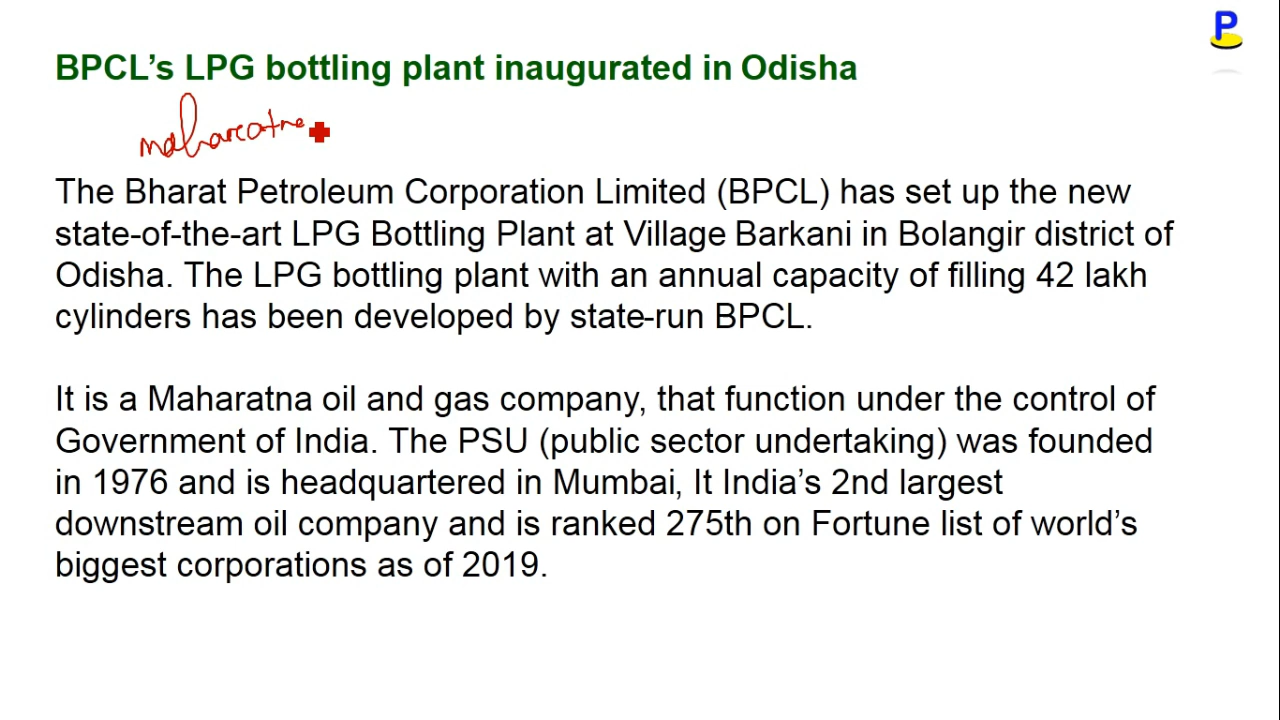 P
BPCL’s LPG bottling plant inaugurated in Odisha
maharatna
The Bharat Petroleum Corporation Limited (BPCL) has set up the new
state-of-the-art LPG Bottling Plant at Village Barkani in Bolangir district of
Odisha. The LPG bottling plant with an annual capacity of filling 42 lakh
cylinders has been developed by state-run BPCL.
It is a Maharatna oil and gas company, that function under the control of
Government of India. The PSU (public sector undertaking) was founded
in 1976 and is headquartered in Mumbai, It India’s 2nd largest
downstream oil company and is ranked 275th on Fortune list of world’s
biggest corporations as of 2019.